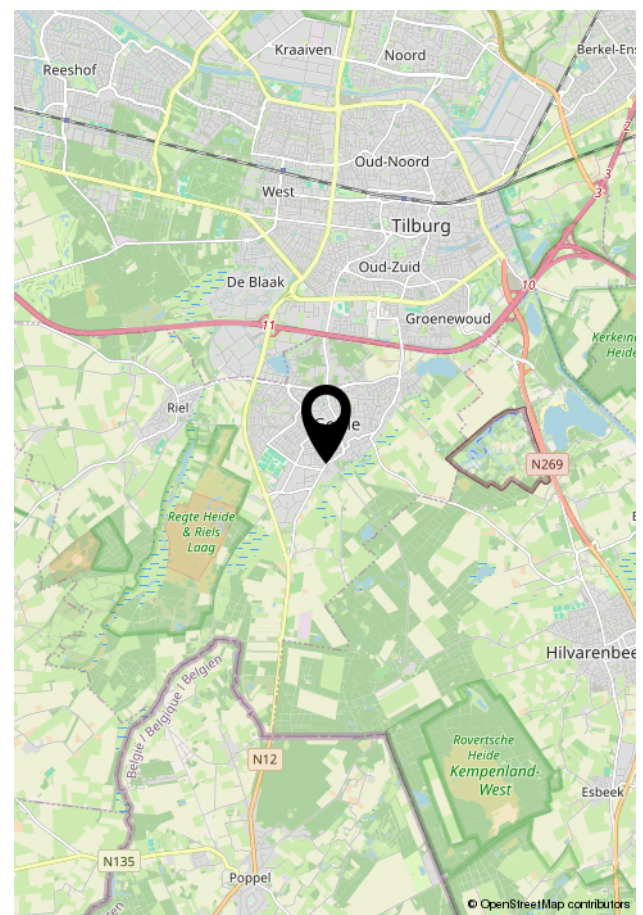 Kraaiven
Noord
Berkel-Ens
Reeshof
2
Oud-Noord
3
3
West
Tilburg
Oud-Zuid
De Blaak
10
11
Groenewoud
Kerkein
Heide
Riel
N269
Regte Heide
& Riels
Laag
Hilvarenbee
België / Belgique / Belgien
Rovertsche
Heide
Kempenland-
West
N12
Esbeek
N135
Poppel
© OpenStreetMap contributors